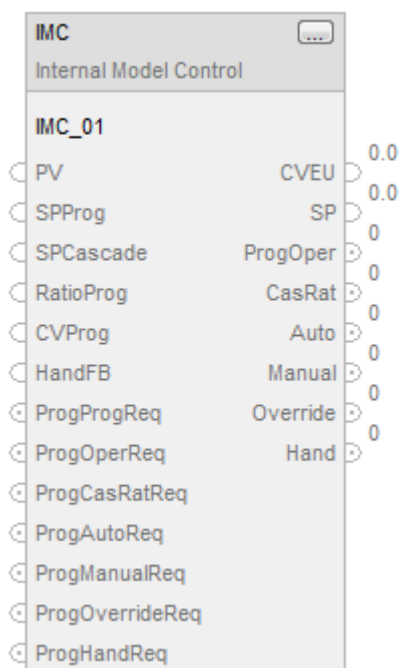 IMC ...
Internal Model Control
IMC_01
0.0
PV CVEU
0.0
SPProg SP
0
SPCascade ProgOper
0
RatioProg CasRat
0
CVProg Auto
0
HandFB Manual
0
ProgProgReq Override
0
ProgOperReq Hand
ProgCasRatReq
ProgAutoReq
ProgManualReq
ProgOverrideReq
ProgHandReq